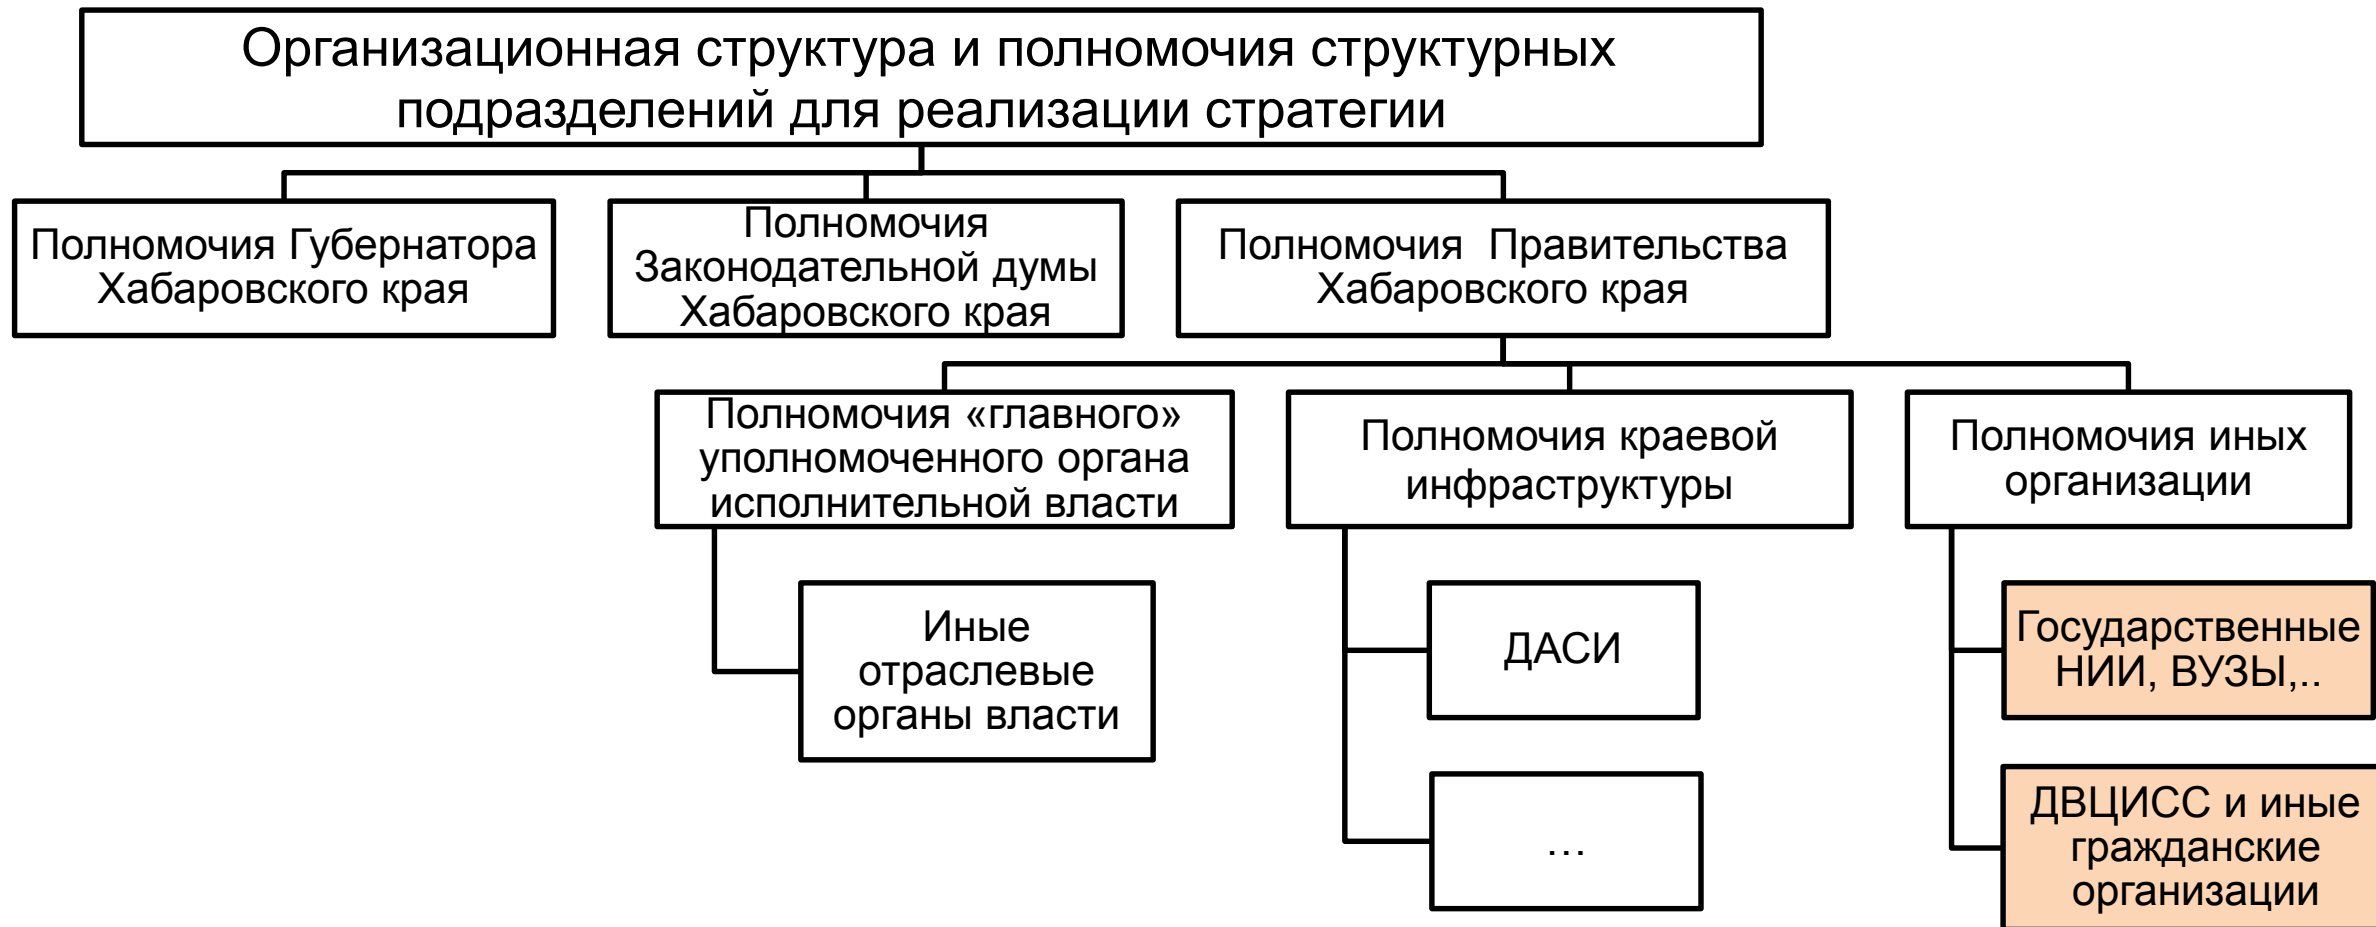 Организационная структура и полномочия структурных
подразделений для реализации стратегии
Полномочия Губернатора
Хабаровского края
Полномочия
Законодательной думы
Хабаровского края
Полномочия Правительства
Хабаровского края
Полномочия «главного»
уполномоченного органа
исполнительной власти
Полномочия краевой
инфраструктуры
Полномочия иных
организации
Иные
отраслевые
органы власти
ДАСИ
…
Государственные
НИИ, ВУЗЫ,..
ДВЦИСС и иные
гражданские
организации